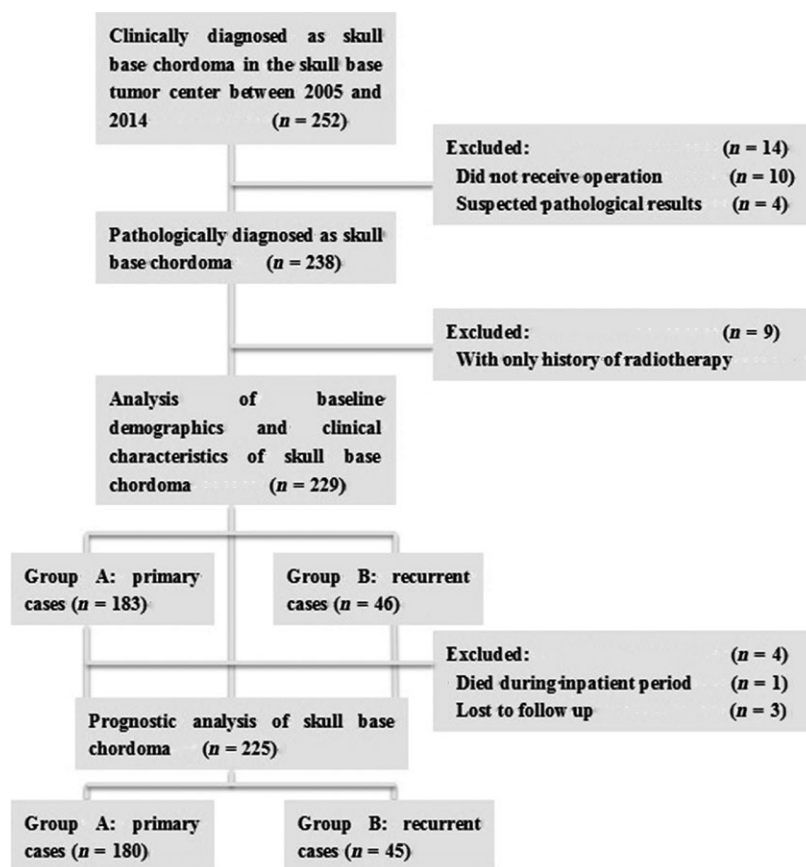 Clinically diagnosed as skull
base chordoma in the skull base
tumor center between 2005 and
2014 (n = 252)
Excluded: (n = 14)
Did not receive operation (n = 10)
Suspected pathological results (n = 4)
Pathologically diagnosed as skull
base chordoma (n = 238)
Excluded: (n = 9)
With only history of radiotherapy
Analysis of baseline
demographics and clinical
characteristics of skull base
chordoma (n = 229)
Group A: primary
cases (n = 183)
Group B: recurrent
cases (n = 46)
Excluded: (n = 4)
Died during inpatient period (n = 1)
Lost to follow up (n = 3)
Prognostic analysis of skull base
chordoma (n = 225)
Group A: primary
cases (n = 180)
Group B: recurrent
cases (n = 45)